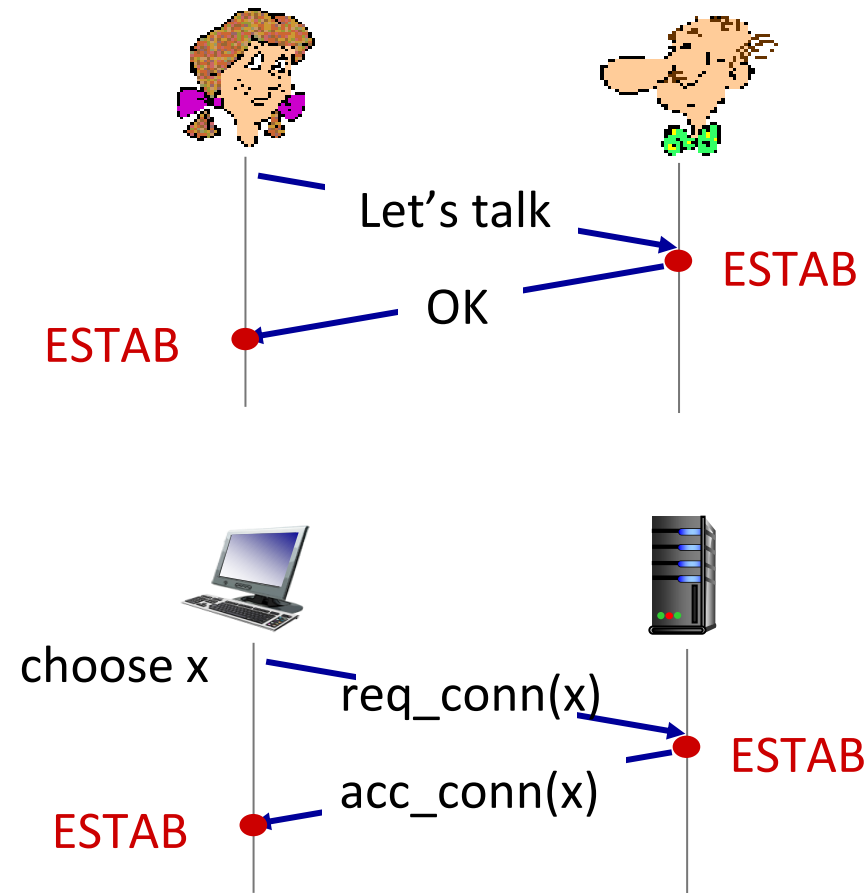 Let’s talk
ESTAB
OK
ESTAB
choose x
req_conn(x)
ESTAB
acc_conn(x)
ESTAB